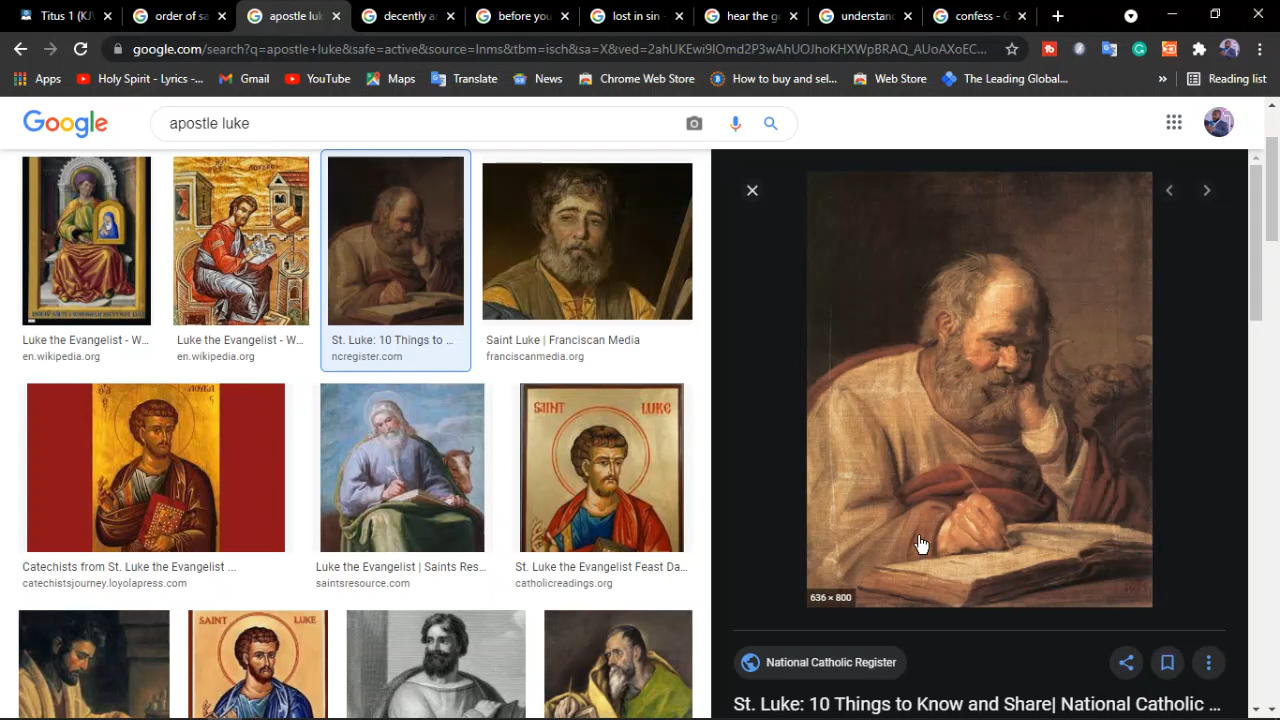 Titus 1 (KJV
order of sa
apostle luk
decently a
before you
lost in sin -
hear the g
understan
confess - G
google.com/search?q=apostle+luke&safe=active&source=lnms&tbm=isch&sa=X&ved=2ahUKEwi9lOmd2P3wAhUOJhoKHXWpBRAQ_AUoAXoEC...
Apps
Holy Spirit - Lyrics -...
Gmail
YouTube
Maps
Translate
News
Chrome Web Store
How to copy a sel...
Web Store
The Leading Global...
»
Reading list
Google
apostle luke
Luke the Evangelist - W...
en.wikipedia.org
Luke the Evangelist - W...
en.wikipedia.org
St. Luke: 10 Things to ...
ncregister.com
Saint Luke | Franciscan Media
franciscanmedia.org
SAINT LUKE
Catechists from St. Luke the Evangelist ...
catechistsjourney.loyolapress.com
Luke the Evangelist | Saints Res...
saintsresource.com
St. Luke the Evangelist Feast Da...
catholicreadings.org
SAINT LUKE
636 × 800
National Catholic Register
St. Luke: 10 Things to Know and Share| National Catholic ...